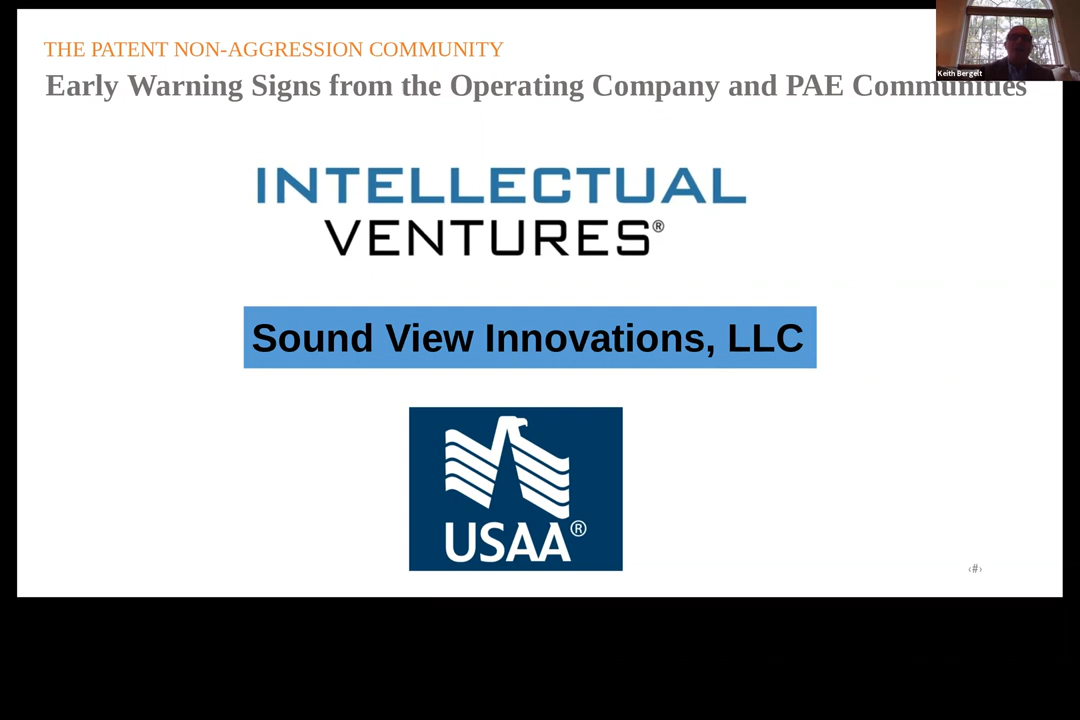 THE PATENT NON-AGGRESSION COMMUNITY
Early Warning Signs from the Operating Company and PAE Communities
Keith Bergelt
INTELLECTUAL
VENTURES®
Sound View Innovations, LLC
USAA®
‹#›